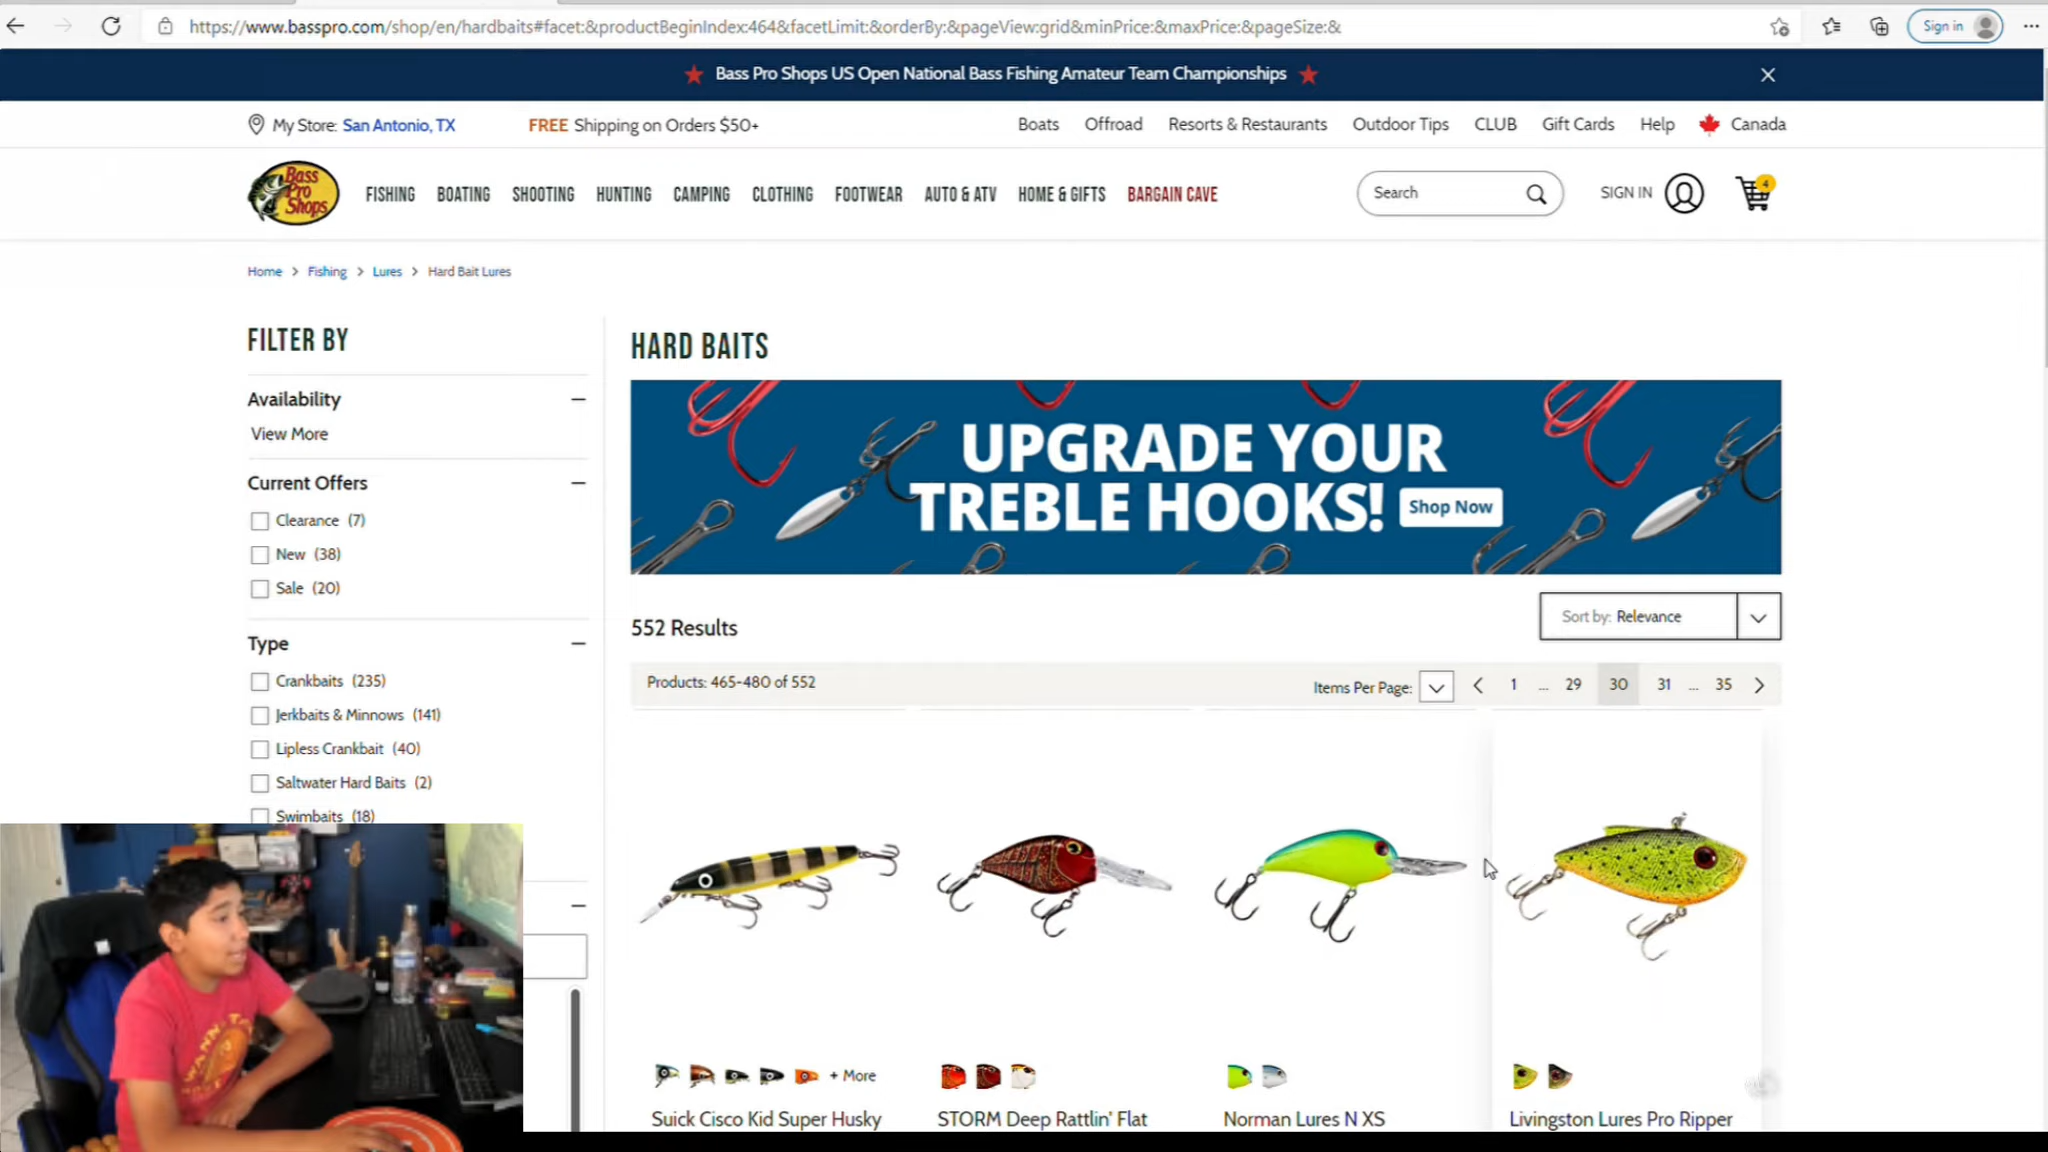 https://www.basspro.com/shop/en/hardbaits#facet:&productBeginIndex:464&facetLimit:&orderBy:&pageView:grid&minPrice:&maxPrice:&pageSize:&
Sign in
Bass Pro Shops US Open National Bass Fishing Amateur Team Championships
My Store: San Antonio, TX
FREE Shipping on Orders $50+
Boats Offroad Resorts & Restaurants Outdoor Tips CLUB Gift Cards Help Canada
Bass
Pro
Shops
FISHING BOATING SHOOTING HUNTING CAMPING CLOTHING FOOTWEAR AUTO & ATV HOME & GIFTS BARGAIN CAVE
Search
SIGN IN
4
Home > Fishing > Lures > Hard Bait Lures
FILTER BY
Availability
View More
Current Offers
Clearance (7)
New (38)
Sale (20)
Type
Crankbaits (235)
Jerkbaits & Minnows (141)
Lipless Crankbait (40)
Saltwater Hard Baits (2)
Swimbaits (18)
HARD BAITS
UPGRADE YOUR
TREBLE HOOKS!
Shop Now
552 Results
Sort by: Relevance
Products: 465-480 of 552
Items Per Page:
1 ... 29 30 31 ... 35
+ More
Suick Cisco Kid Super Husky
STORM Deep Rattlin' Flat
Norman Lures N XS
Livingston Lures Pro Ripper